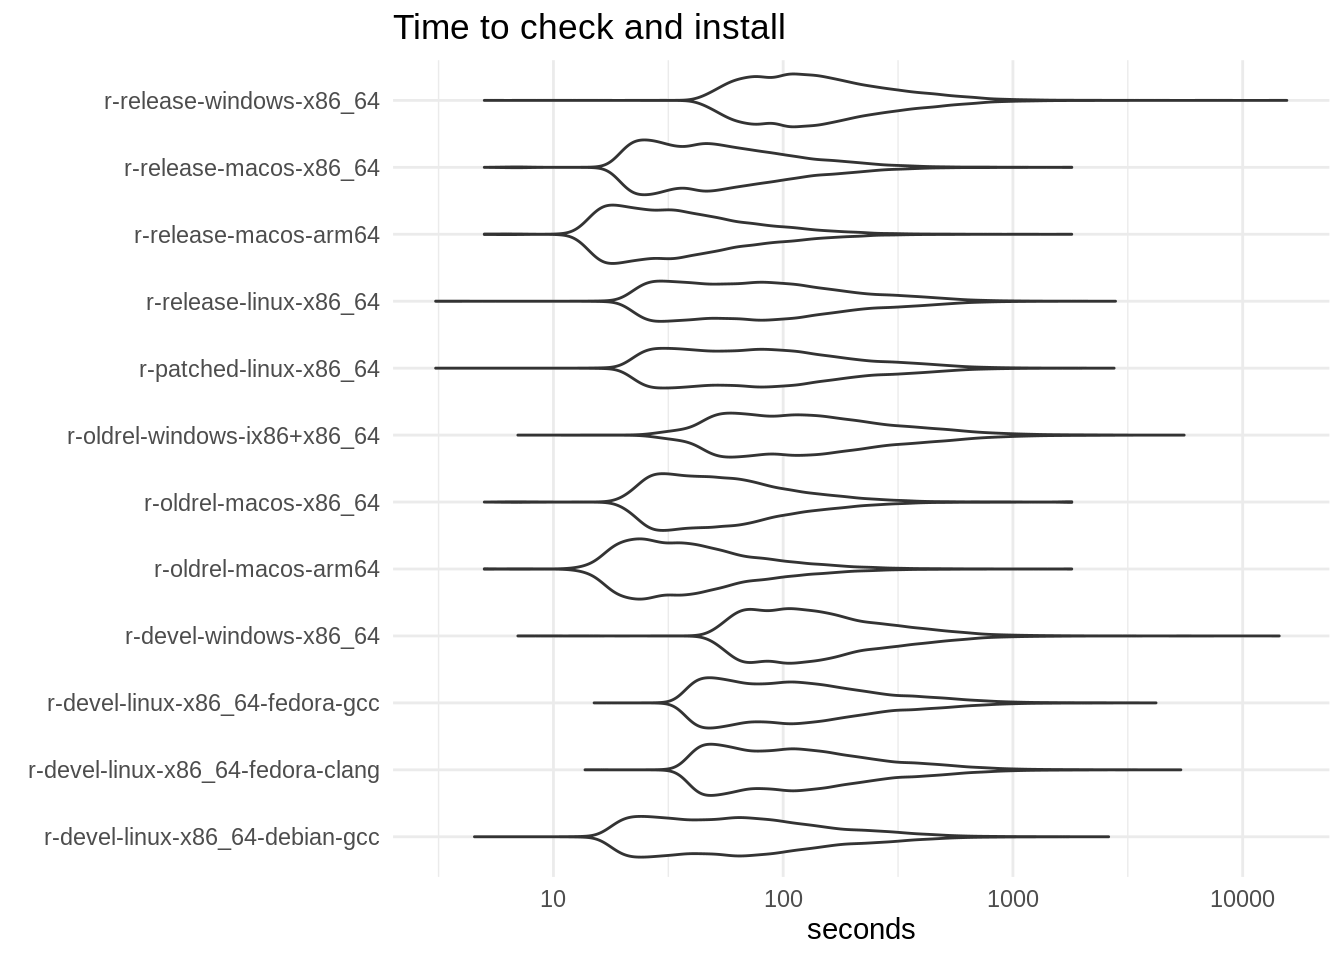 Time to check and install
r-release-windows-x86_64
r-release-macos-x86_64
r-release-macos-arm64
r-release-linux-x86_64
r-patched-linux-x86_64
r-oldrel-windows-ix86+x86_64
r-oldrel-macos-x86_64
r-oldrel-macos-arm64
r-devel-windows-x86_64
r-devel-linux-x86_64-fedora-gcc
r-devel-linux-x86_64-fedora-clang
r-devel-linux-x86_64-debian-gcc
10 100 1000 10000
seconds